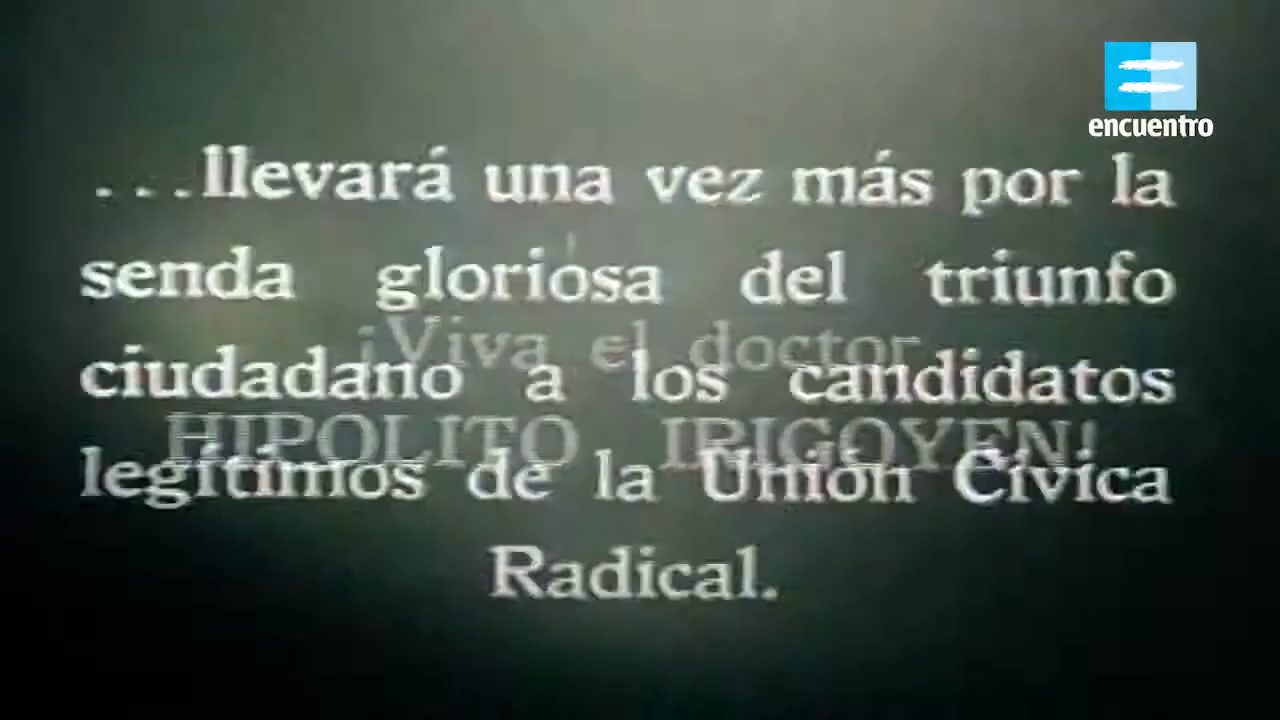 encuentro
...llevará una vez más por la
senda gloriosa del triunfo
¡Viva el doctor
ciudadano a los candidatos
HIPOLITO IRIGOYEN!
legítimos de la Unión Cívica
Radical.